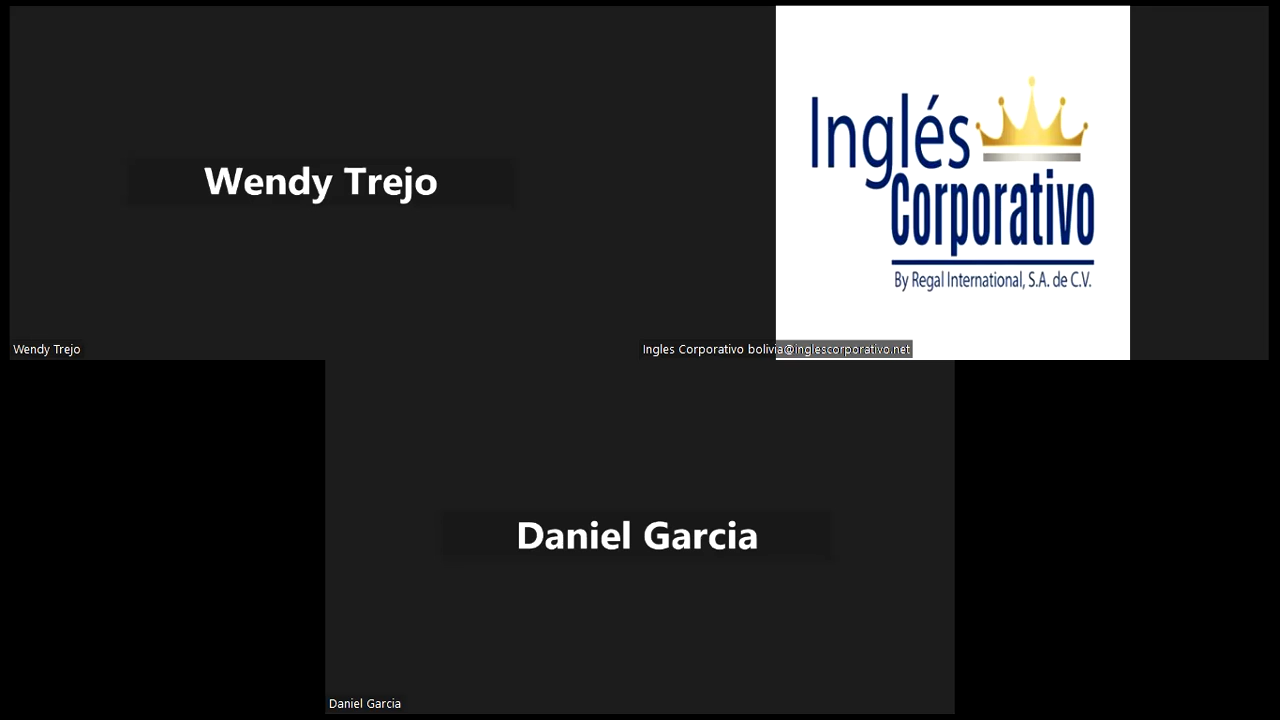 Wendy Trejo
Wendy Trejo
Inglés
Corporativo
By Regal International, S.A. de C.V.
Ingles Corporativo bolivia@inglescorporativo.net
Daniel Garcia
Daniel Garcia